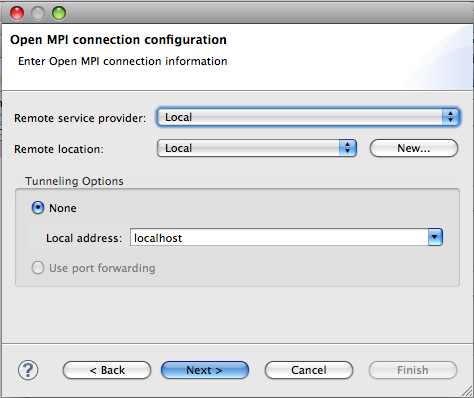 Open MPI connection configuration
Enter Open MPI connection information
Remote service provider: Local
Remote location: Local New...
Tunneling Options
None
Local address: localhost
Use port forwarding
? < Back Next > Cancel Finish